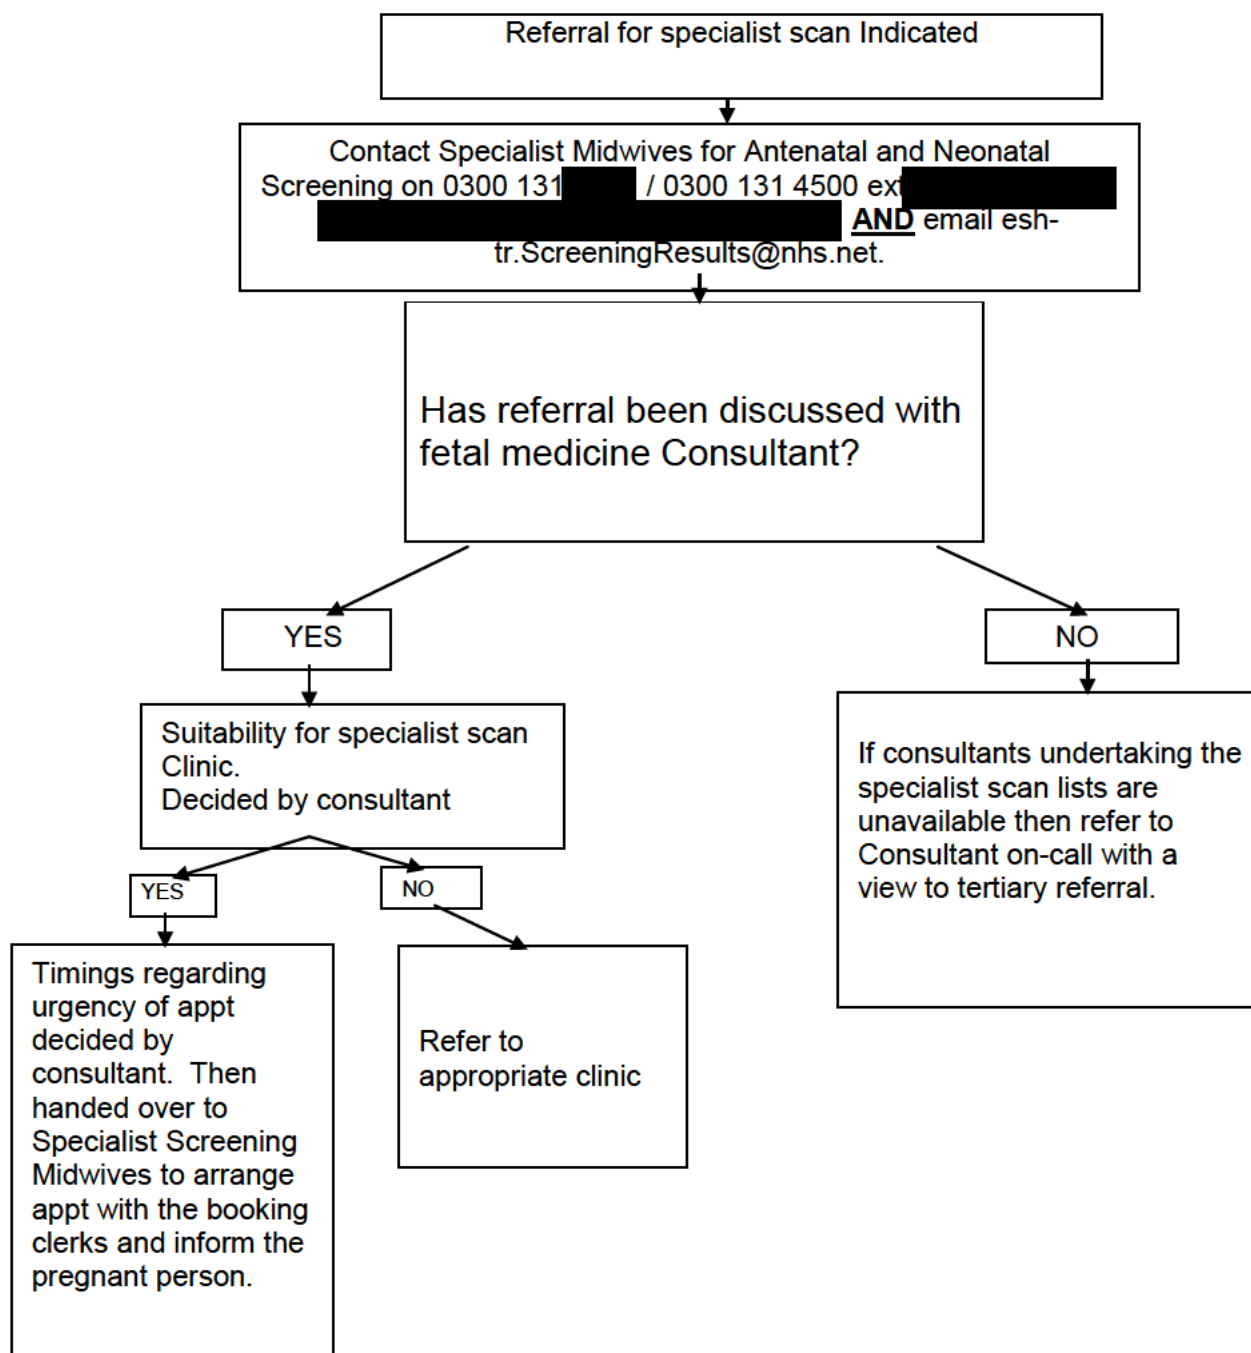 Referral for specialist scan Indicated
Contact Specialist Midwives for Antenatal and Neonatal
Screening on 0300 131 / 0300 131 4500 ext
AND email esh-
tr.ScreeningResults@nhs.net.
Has referral been discussed with
fetal medicine Consultant?
YES
NO
Suitability for specialist scan
Clinic.
Decided by consultant
If consultants undertaking the
specialist scan lists are
unavailable then refer to
Consultant on-call with a
view to tertiary referral.
YES
NO
Timings regarding
urgency of appt
decided by
consultant. Then
handed over to
Specialist Screening
Midwives to arrange
appt with the booking
clerks and inform the
pregnant person.
Refer to
appropriate clinic